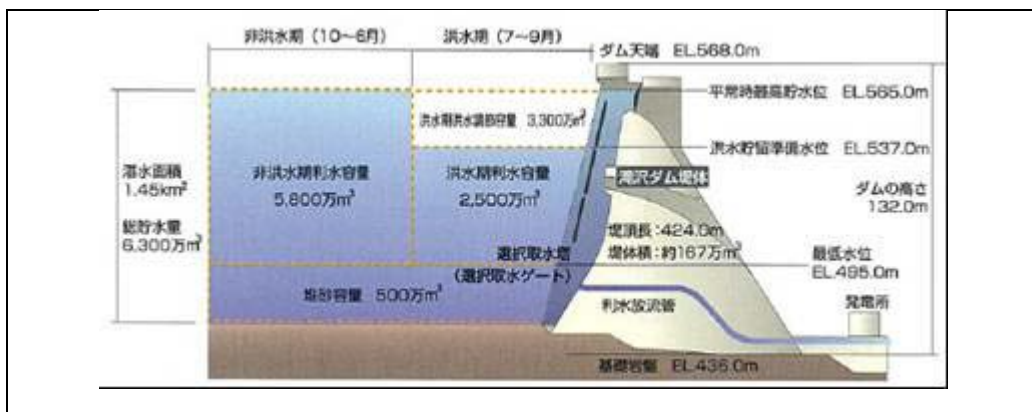 非洪水期（10〜6月）
洪水期（7〜9月）
ダム天端 EL.568.0m
平常時最高貯水位 EL.565.0m
洪水期洪水調節容量 3,300万m³
洪水貯留準備水位 EL.537.0m
湛水面積
1.45km²
総貯水量
6,300万m³
非洪水期利水容量
5,800万m³
洪水期利水容量
2,500万m³
滝沢ダム堤体
ダムの高さ
132.0m
堤頂長：424.0m
堤体積：約167万m³
選択取水塔
(選択取水ゲート)
最低水位
EL.495.0m
堆砂容量 500万m³
利水放流管
発電所
基礎岩盤 EL.436.0m